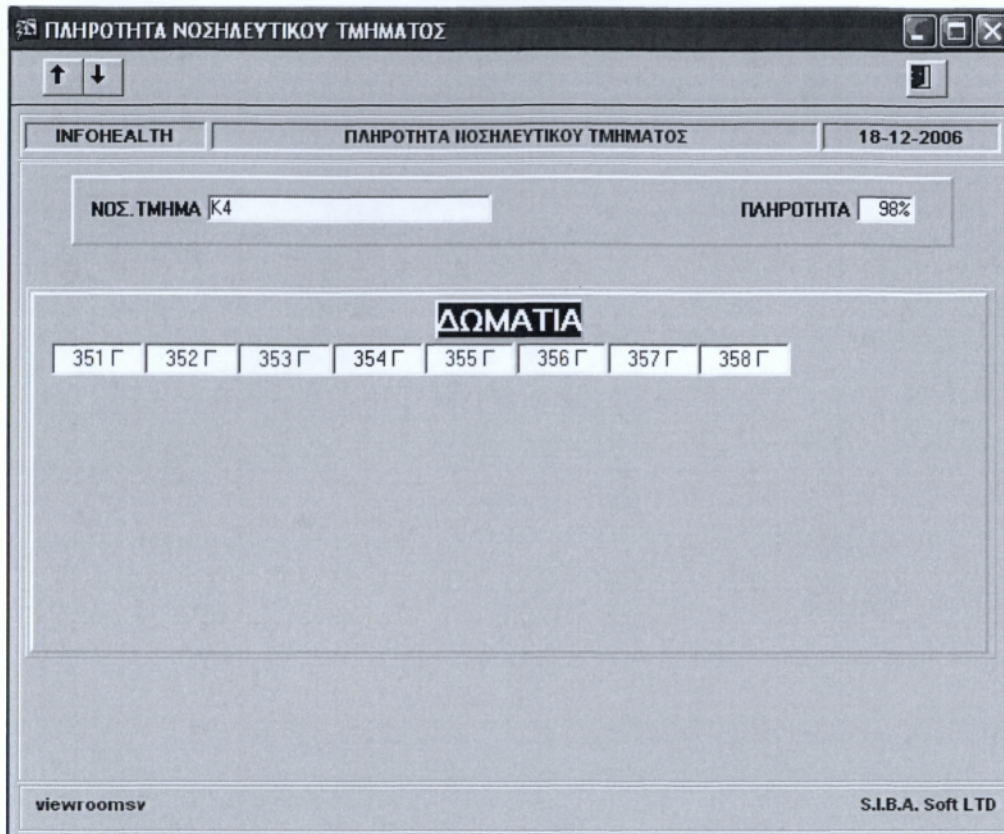 ΠΛΗΡΟΤΗΤΑ ΝΟΣΗΛΕΥΤΙΚΟΥ ΤΜΗΜΑΤΟΣ
INFOHEALTH ΠΛΗΡΟΤΗΤΑ ΝΟΣΗΛΕΥΤΙΚΟΥ ΤΜΗΜΑΤΟΣ 18-12-2006
ΝΟΣ.ΤΜΗΜΑ Κ4 ΠΛΗΡΟΤΗΤΑ 98%
ΔΩΜΑΤΙΑ
351 Γ 352 Γ 353 Γ 354 Γ 355 Γ 356 Γ 357 Γ 358 Γ
viewroomsv S.I.B.A. Soft LTD